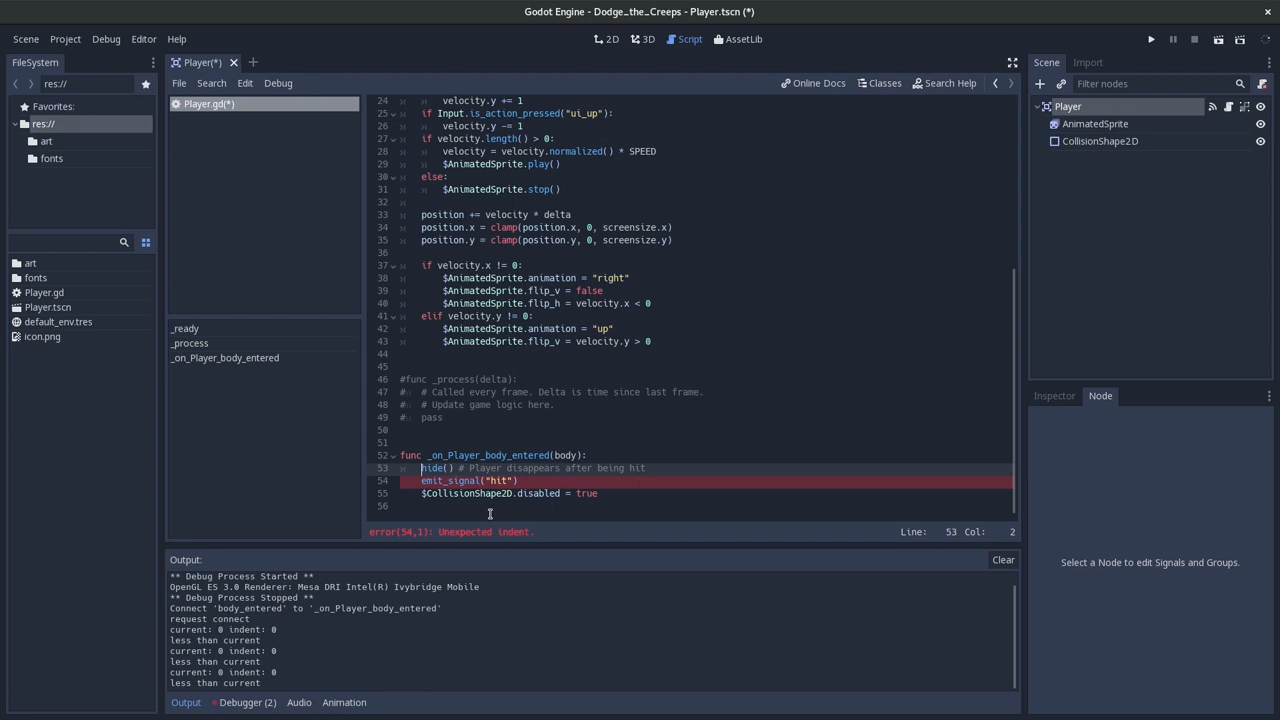 Godot Engine - Dodge_the_Creeps - Player.tscn (*)
Scene Project Debug Editor Help
2D 3D Script AssetLib
FileSystem
Player(*)
Scene Import
res://
File Search Edit Debug
Online Docs Classes Search Help
Filter nodes
Favorites:
res://
art
fonts
Player.gd(*)
Player
AnimatedSprite
CollisionShape2D
24 velocity.y += 1
25 if Input.is_action_pressed("ui_up"):
26 velocity.y -= 1
27 if velocity.length() > 0:
28 velocity = velocity.normalized() * SPEED
29 $AnimatedSprite.play()
30 else:
31 $AnimatedSprite.stop()
32
33 position += velocity * delta
34 position.x = clamp(position.x, 0, screensize.x)
35 position.y = clamp(position.y, 0, screensize.y)
36
37 if velocity.x != 0:
38 $AnimatedSprite.animation = "right"
39 $AnimatedSprite.flip_v = false
40 $AnimatedSprite.flip_h = velocity.x < 0
41 elif velocity.y != 0:
42 $AnimatedSprite.animation = "up"
43 $AnimatedSprite.flip_v = velocity.y > 0
44
45
46 #func _process(delta):
47 # # Called every frame. Delta is time since last frame.
48 # # Update game logic here.
49 # pass
50
51
52 func _on_Player_body_entered(body):
53 hide() # Player disappears after being hit
54 emit_signal("hit")
55 $CollisionShape2D.disabled = true
56
error(54,1): Unexpected indent.
Line: 53 Col: 2
art
fonts
Player.gd
Player.tscn
default_env.tres
icon.png
_ready
_process
_on_Player_body_entered
Inspector Node
Select a Node to edit Signals and Groups.
Output:
Clear
** Debug Process Started **
OpenGL ES 3.0 Renderer: Mesa DRI Intel(R) Ivybridge Mobile
** Debug Process Stopped **
Connect 'body_entered' to '_on_Player_body_entered'
request connect
current: 0 indent: 0
less than current
current: 0 indent: 0
less than current
current: 0 indent: 0
less than current
Output Debugger (2) Audio Animation